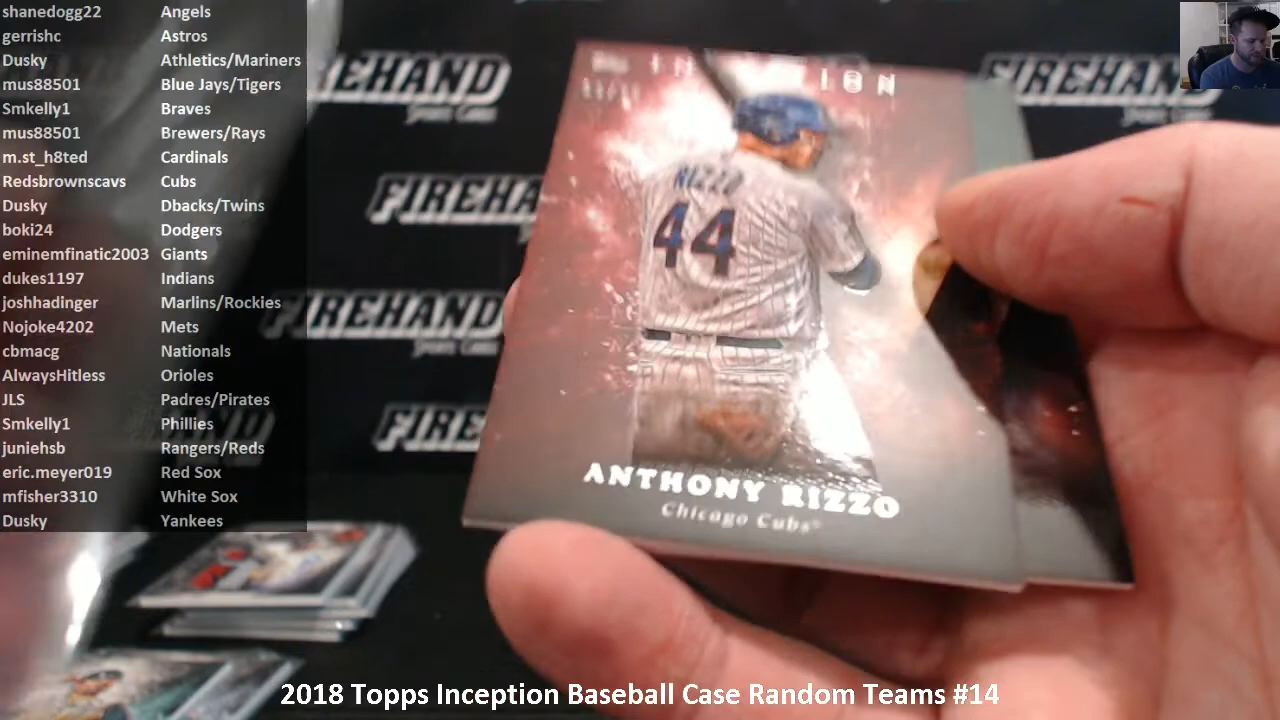 shanedogg22 Angels
gerrishc Astros
Dusky Athletics/Mariners
mus88501 Blue Jays/Tigers
Smkelly1 Braves
mus88501 Brewers/Rays
m.st_h8ted Cardinals
Redsbrownscavs Cubs
Dusky Dbacks/Twins
boki24 Dodgers
eminemfinatic2003 Giants
dukes1197 Indians
joshhadinger Marlins/Rockies
Nojoke4202 Mets
cbmacg Nationals
AlwaysHitless Orioles
JLS Padres/Pirates
Smkelly1 Phillies
juniehsb Rangers/Reds
eric.meyer019 Red Sox
mfisher3310 White Sox
Dusky Yankees
FIREHAND
FIREHAND
RIZZO
44
ANTHONY RIZZO
Chicago Cubs
2018 Topps Inception Baseball Case Random Teams #14